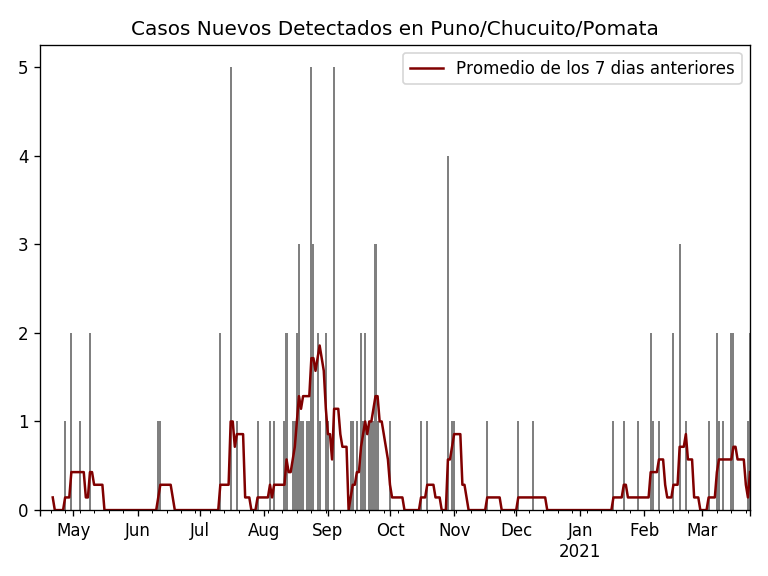 Casos Nuevos Detectados en Puno/Chucuito/Pomata
Promedio de los 7 dias anteriores
5
4
3
2
1
0
May Jun Jul Aug Sep Oct Nov Dec Jan Feb Mar
2021